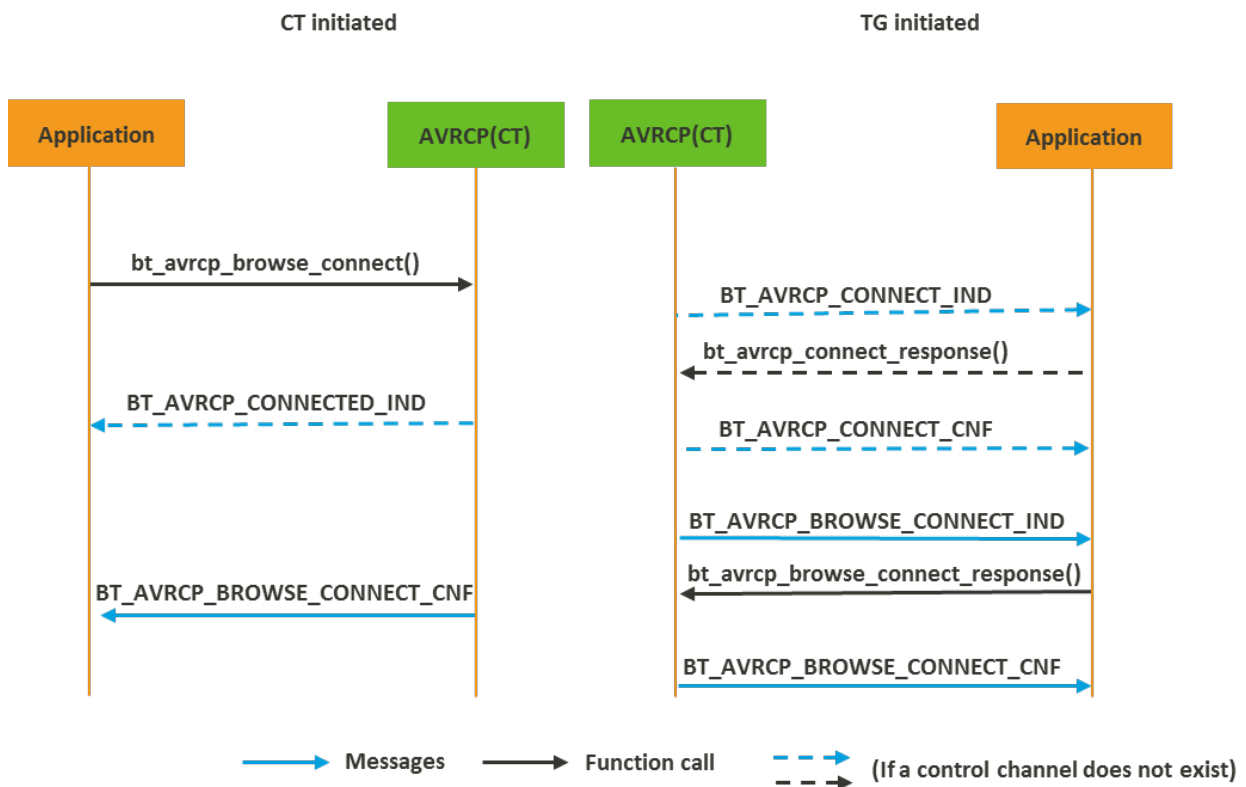 CT initiated
TG initiated
Application
AVRCP(CT)
AVRCP(CT)
Application
bt_avrcp_browse_connect()
BT_AVRCP_CONNECT_IND
bt_avrcp_connect_response()
BT_AVRCP_CONNECTED_IND
BT_AVRCP_CONNECT_CNF
BT_AVRCP_BROWSE_CONNECT_IND
bt_avrcp_browse_connect_response()
BT_AVRCP_BROWSE_CONNECT_CNF
BT_AVRCP_BROWSE_CONNECT_CNF
Messages
Function call
(If a control channel does not exist)